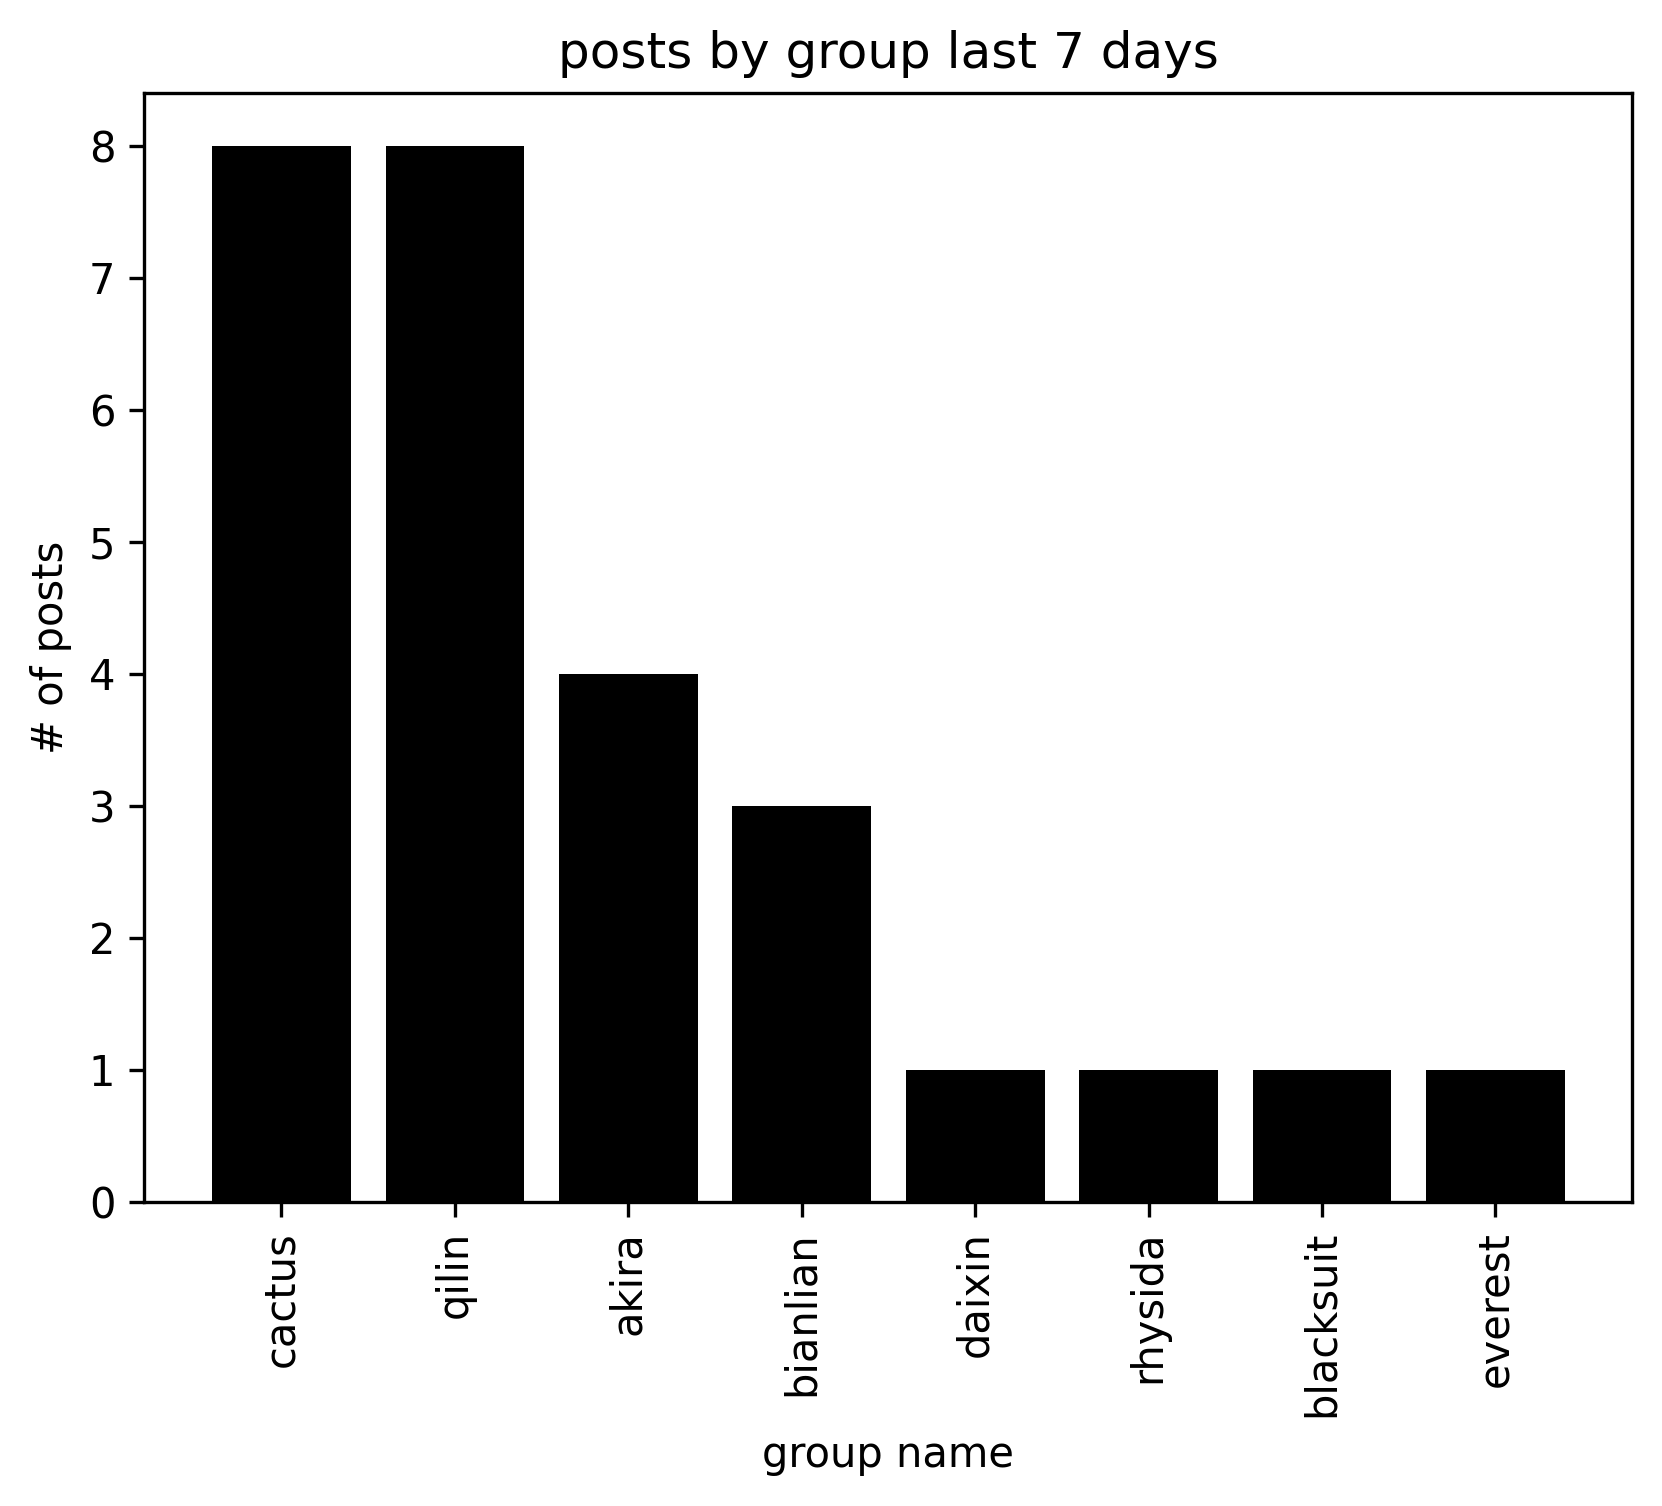 posts by group last 7 days
8
7
6
5
4
3
2
1
0
# of posts
cactus
qilin
akira
bianlian
daixin
rhysida
blacksuit
everest
group name